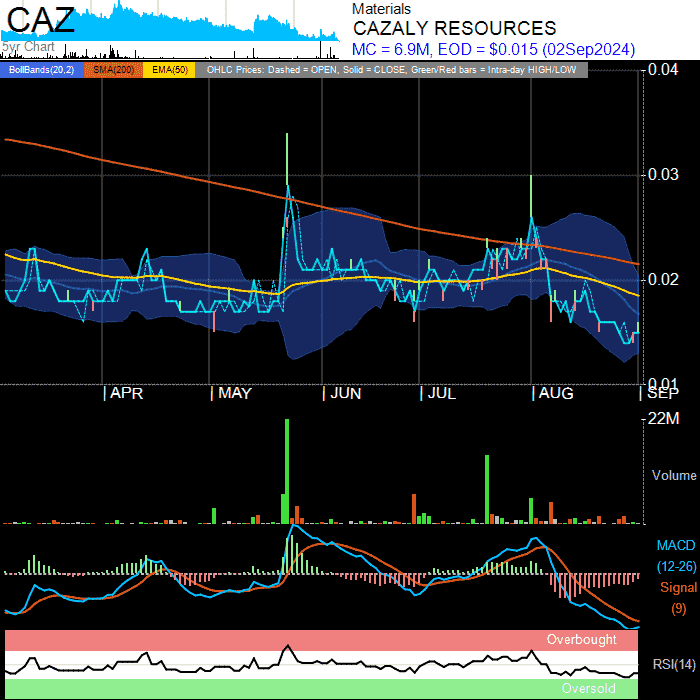 CAZ
5yr Chart
Materials
CAZALY RESOURCES
MC = 6.9M, EOD = $0.015 (02Sep2024)
BollBands(20,2) SMA(200) EMA(50) OHLC Prices: Dashed = OPEN, Solid = CLOSE, Green/Red bars = Intra-day HIGH/LOW
0.04
0.03
0.02
0.01
| APR | MAY | JUN | JUL | AUG | SEP
22M
Volume
MACD
(12-26)
Signal
(9)
Overbought
RSI(14)
Oversold